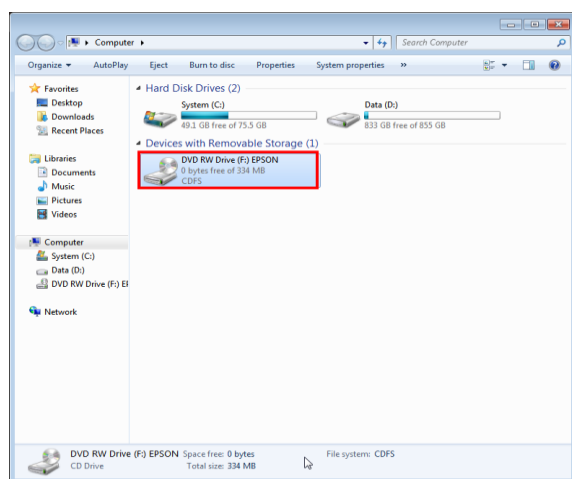 Computer
Search Computer
Organize AutoPlay Eject Burn to disc Properties System properties »
Favorites
Desktop
Downloads
Recent Places
Libraries
Documents
Music
Pictures
Videos
Computer
System (C:)
Data (D:)
DVD RW Drive (F:) E
Network
Hard Disk Drives (2)
System (C:)
49.1 GB free of 75.5 GB
Data (D:)
833 GB free of 855 GB
Devices with Removable Storage (1)
DVD RW Drive (F:) EPSON
0 bytes free of 334 MB
CDFS
DVD RW Drive (F:) EPSON Space free: 0 bytes File system: CDFS
CD Drive Total size: 334 MB